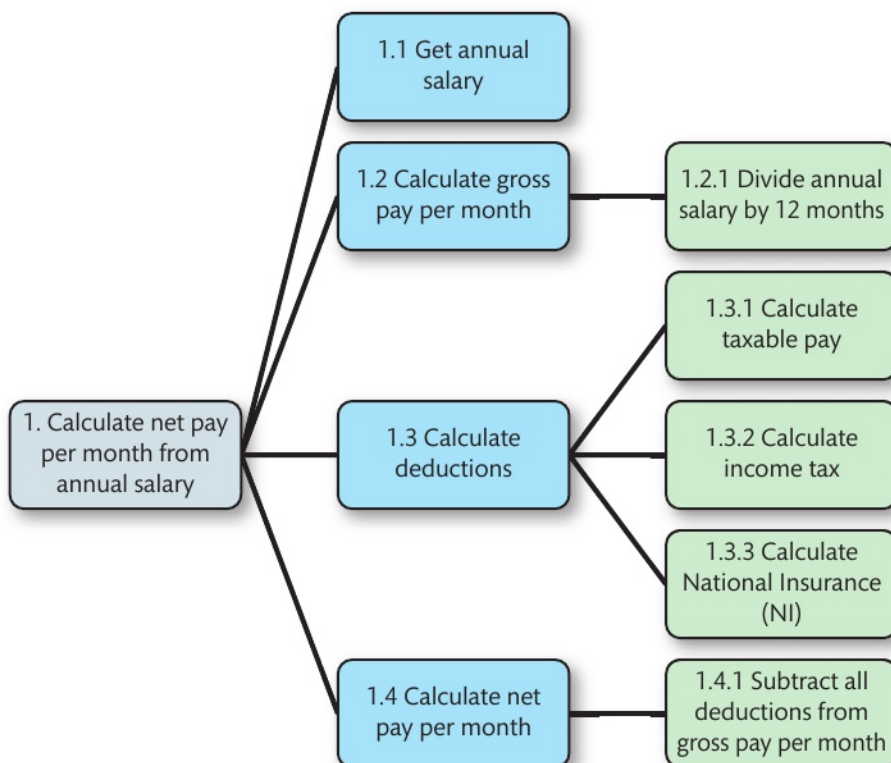 1. Calculate net pay
per month from
annual salary
1.1 Get annual
salary
1.2 Calculate gross
pay per month
1.2.1 Divide annual
salary by 12 months
1.3 Calculate
deductions
1.3.1 Calculate
taxable pay
1.3.2 Calculate
income tax
1.3.3 Calculate
National Insurance
(NI)
1.4 Calculate net
pay per month
1.4.1 Subtract all
deductions from
gross pay per month